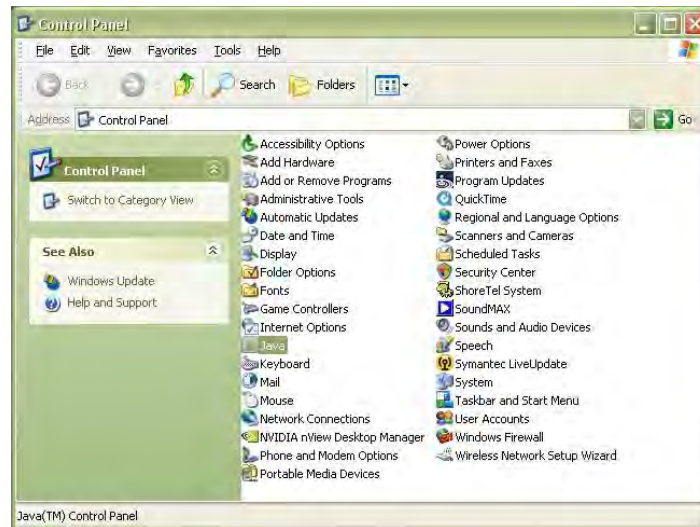 Control Panel
File Edit View Favorites Tools Help
Back Search Folders
Address Control Panel Go
Control Panel
Switch to Category View
See Also
Windows Update
Help and Support
Accessibility Options
Add Hardware
Add or Remove Programs
Administrative Tools
Automatic Updates
Date and Time
Display
Folder Options
Fonts
Game Controllers
Internet Options
Java
Keyboard
Mail
Mouse
Network Connections
NVIDIA nView Desktop Manager
Phone and Modem Options
Portable Media Devices
Power Options
Printers and Faxes
Program Updates
QuickTime
Regional and Language Options
Scanners and Cameras
Scheduled Tasks
Security Center
ShoreTel System
SoundMAX
Sounds and Audio Devices
Speech
Symantec LiveUpdate
System
Taskbar and Start Menu
User Accounts
Windows Firewall
Wireless Network Setup Wizard
Java(TM) Control Panel